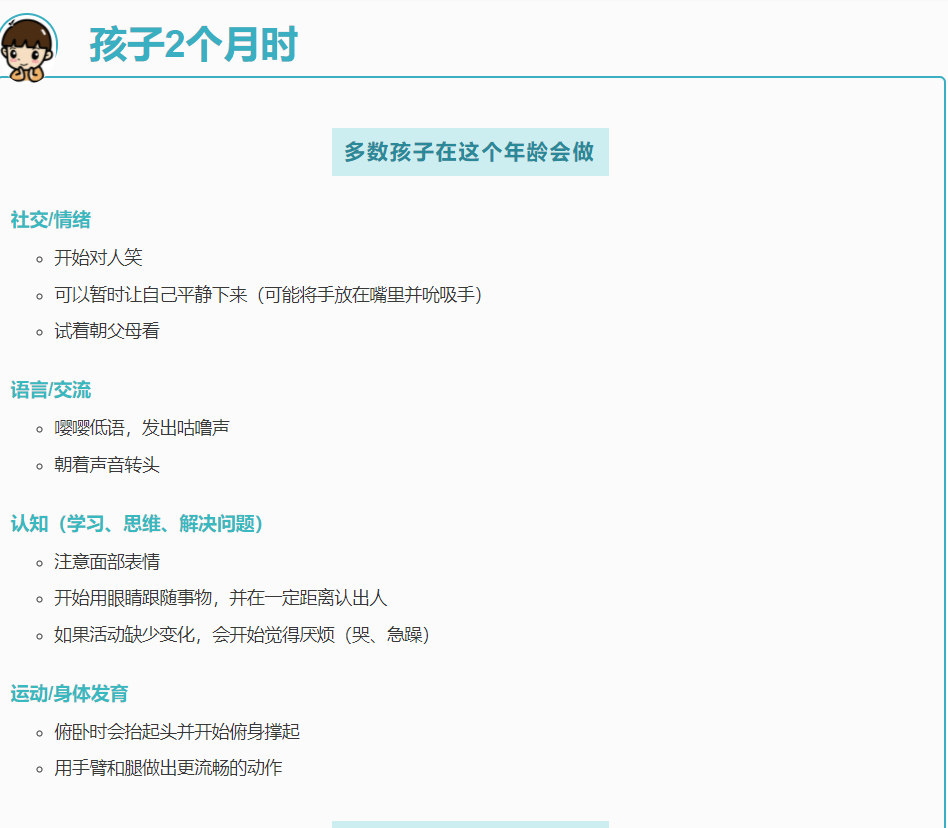 孩子2个月时
多数孩子在这个年龄会做
社交/情绪
开始对人笑
可以暂时让自己平静下来（可能将手放在嘴里并吮吸手）
试着朝父母看
语言/交流
嘤嘤低语，发出咕噜声
朝着声音转头
认知（学习、思维、解决问题）
注意面部表情
开始用眼睛跟随事物，并在一定距离认出人
如果活动缺少变化，会开始觉得厌烦（哭、急躁）
运动/身体发育
俯卧时会抬起头并开始俯身撑起
用手臂和腿做出更流畅的动作